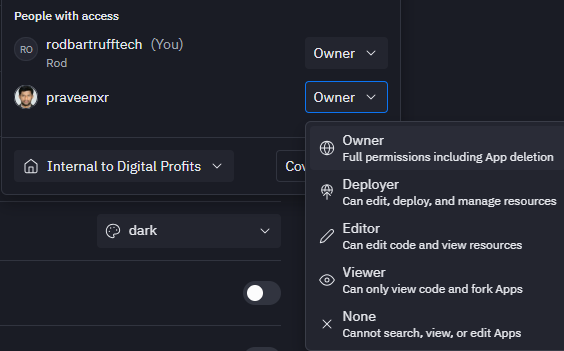 People with access
RO
rodbartrufftech (You)
Rod
Owner
praveenxr
Owner
Internal to Digital Profits
Cov
dark
Owner
Full permissions including App deletion
Deployer
Can edit, deploy, and manage resources
Editor
Can edit code and view resources
Viewer
Can only view code and fork Apps
None
Cannot search, view, or edit Apps